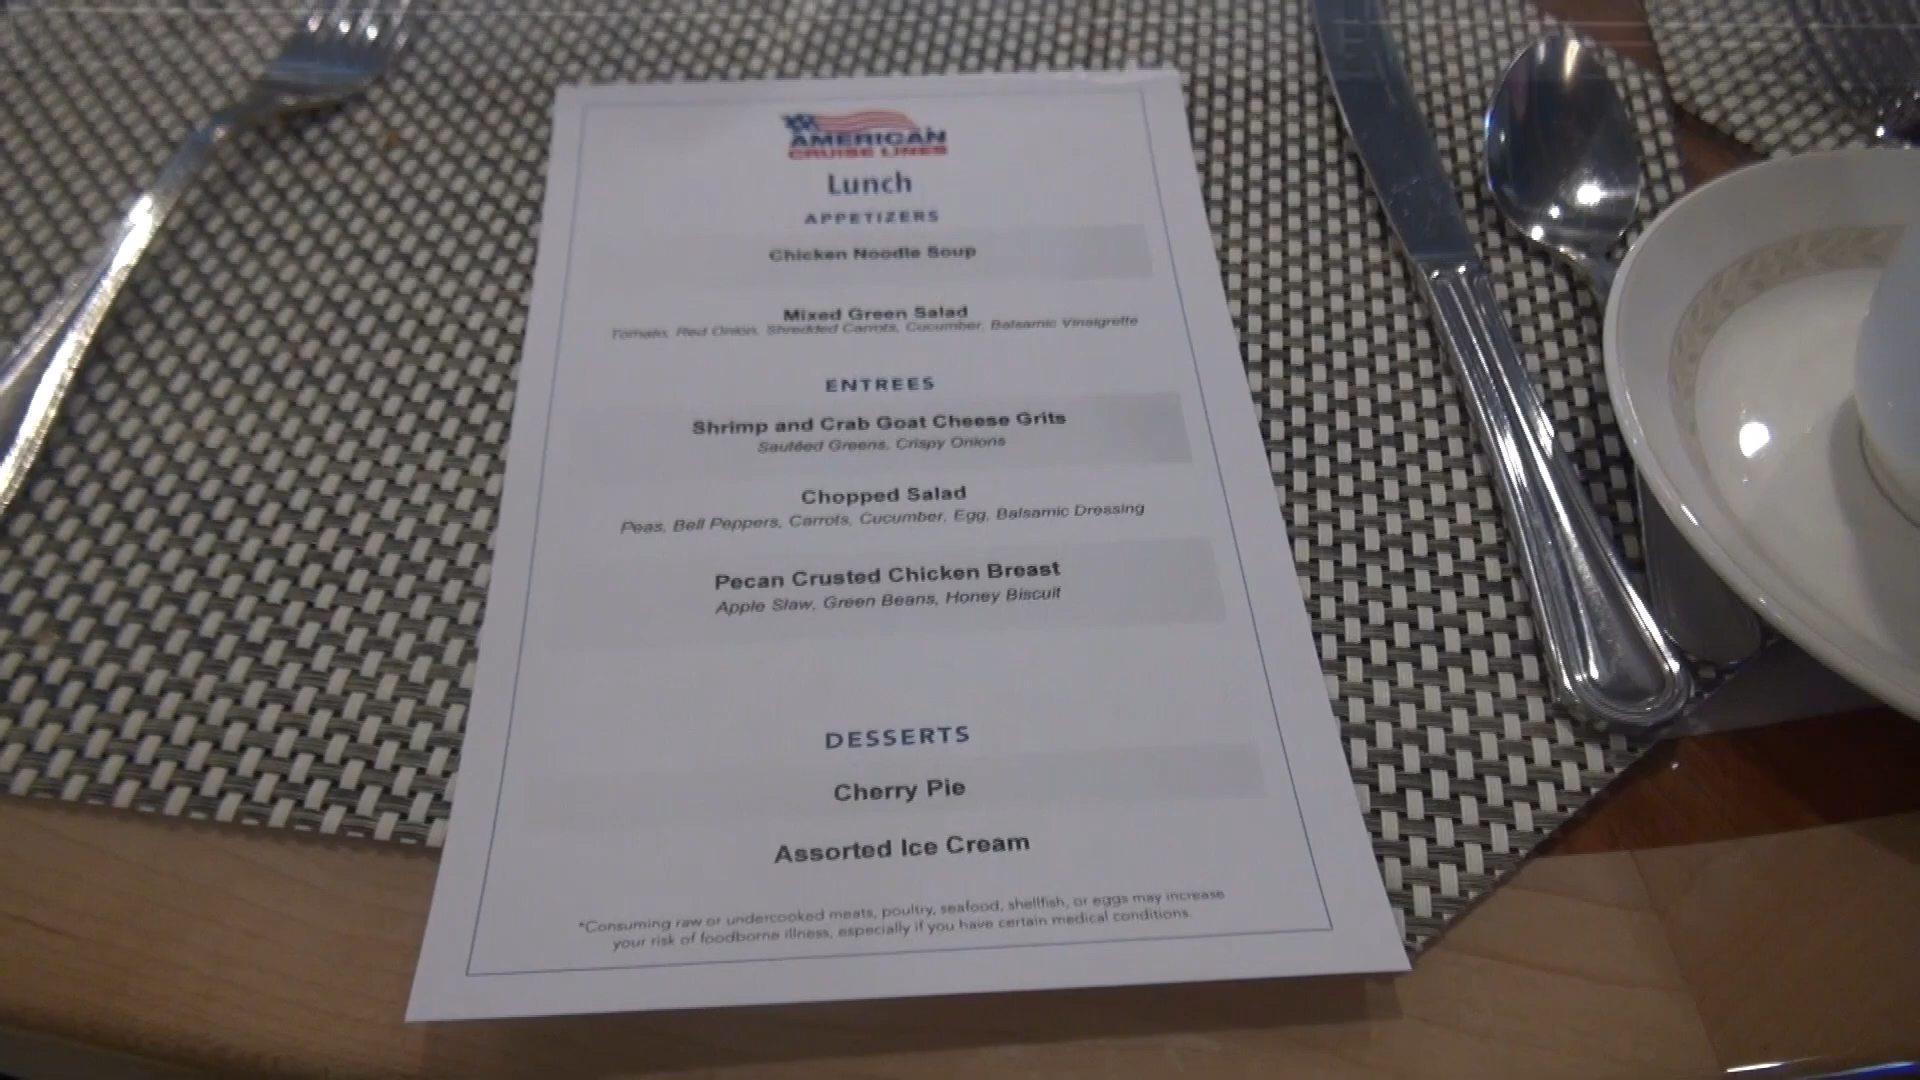 AMERICAN
CRUISE LINES
Lunch
APPETIZERS
Chicken Noodle Soup
Mixed Green Salad
Tomato, Red Onion, Shredded Carrots, Cucumber, Balsamic Vinaigrette
ENTREES
Shrimp and Crab Goat Cheese Grits
Sautéed Greens, Crispy Onions
Chopped Salad
Peas, Bell Peppers, Carrots, Cucumber, Egg, Balsamic Dressing
Pecan Crusted Chicken Breast
Apple Slaw, Green Beans, Honey Biscuit
DESSERTS
Cherry Pie
Assorted Ice Cream
*Consuming raw or undercooked meats, poultry, seafood, shellfish, or eggs may increase
your risk of foodborne illness, especially if you have certain medical conditions.